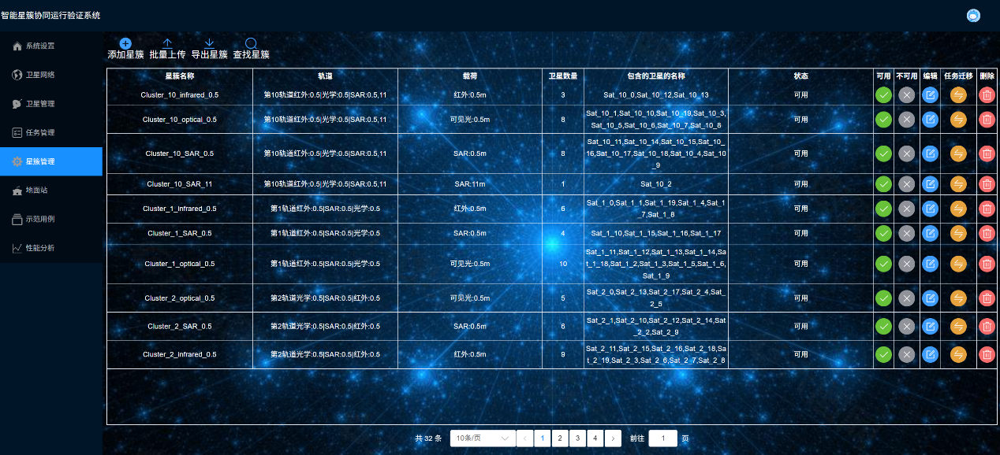 智能星簇协同运行验证系统
系统设置
卫星网络
卫星管理
任务管理
星簇管理
地面站
示范用例
性能分析
添加星簇 批量上传 导出星簇 查找星簇
星簇名称 轨道 载荷 卫星数量 包含的卫星的名称 状态 可用 不可用 编辑 任务迁移 删除
Cluster_10_infrared_0.5 第10轨道红外:0.5|光学:0.5|SAR:0.5,11 红外:0.5m 3 Sat_10_0,Sat_10_12,Sat_10_13 可用
Cluster_10_optical_0.5 第10轨道红外:0.5|光学:0.5|SAR:0.5,11 可见光:0.5m 8 Sat_10_1,Sat_10_10,Sat_10_19,Sat_10_3,
Sat_10_5,Sat_10_6,Sat_10_7,Sat_10_8 可用
Cluster_10_SAR_0.5 第10轨道红外:0.5|光学:0.5|SAR:0.5,11 SAR:0.5m 8 Sat_10_11,Sat_10_14,Sat_10_15,Sat_10_
16,Sat_10_17,Sat_10_18,Sat_10_4,Sat_10
_9 可用
Cluster_10_SAR_11 第10轨道红外:0.5|光学:0.5|SAR:0.5,11 SAR:11m 1 Sat_10_2 可用
Cluster_1_infrared_0.5 第1轨道红外:0.5|SAR:0.5|光学:0.5 红外:0.5m 6 Sat_1_0,Sat_1_1,Sat_1_19,Sat_1_4,Sat_1
_7,Sat_1_8 可用
Cluster_1_SAR_0.5 第1轨道红外:0.5|SAR:0.5|光学:0.5 SAR:0.5m 4 Sat_1_10,Sat_1_15,Sat_1_16,Sat_1_17 可用
Cluster_1_optical_0.5 第1轨道红外:0.5|SAR:0.5|光学:0.5 可见光:0.5m 10 Sat_1_11,Sat_1_12,Sat_1_13,Sat_1_14,Sa
t_1_18,Sat_1_2,Sat_1_3,Sat_1_5,Sat_1_6,
Sat_1_9 可用
Cluster_2_optical_0.5 第2轨道光学:0.5|SAR:0.5|红外:0.5 可见光:0.5m 5 Sat_2_0,Sat_2_13,Sat_2_17,Sat_2_4,Sat
_2_5 可用
Cluster_2_SAR_0.5 第2轨道光学:0.5|SAR:0.5|红外:0.5 SAR:0.5m 6 Sat_2_1,Sat_2_10,Sat_2_12,Sat_2_14,Sat
_2_2,Sat_2_9 可用
Cluster_2_infrared_0.5 第2轨道光学:0.5|SAR:0.5|红外:0.5 红外:0.5m 9 Sat_2_11,Sat_2_15,Sat_2_16,Sat_2_18,Sa
t_2_19,Sat_2_3,Sat_2_6,Sat_2_7,Sat_2_8 可用
共 32 条 10条/页 1 2 3 4 前往 1 页